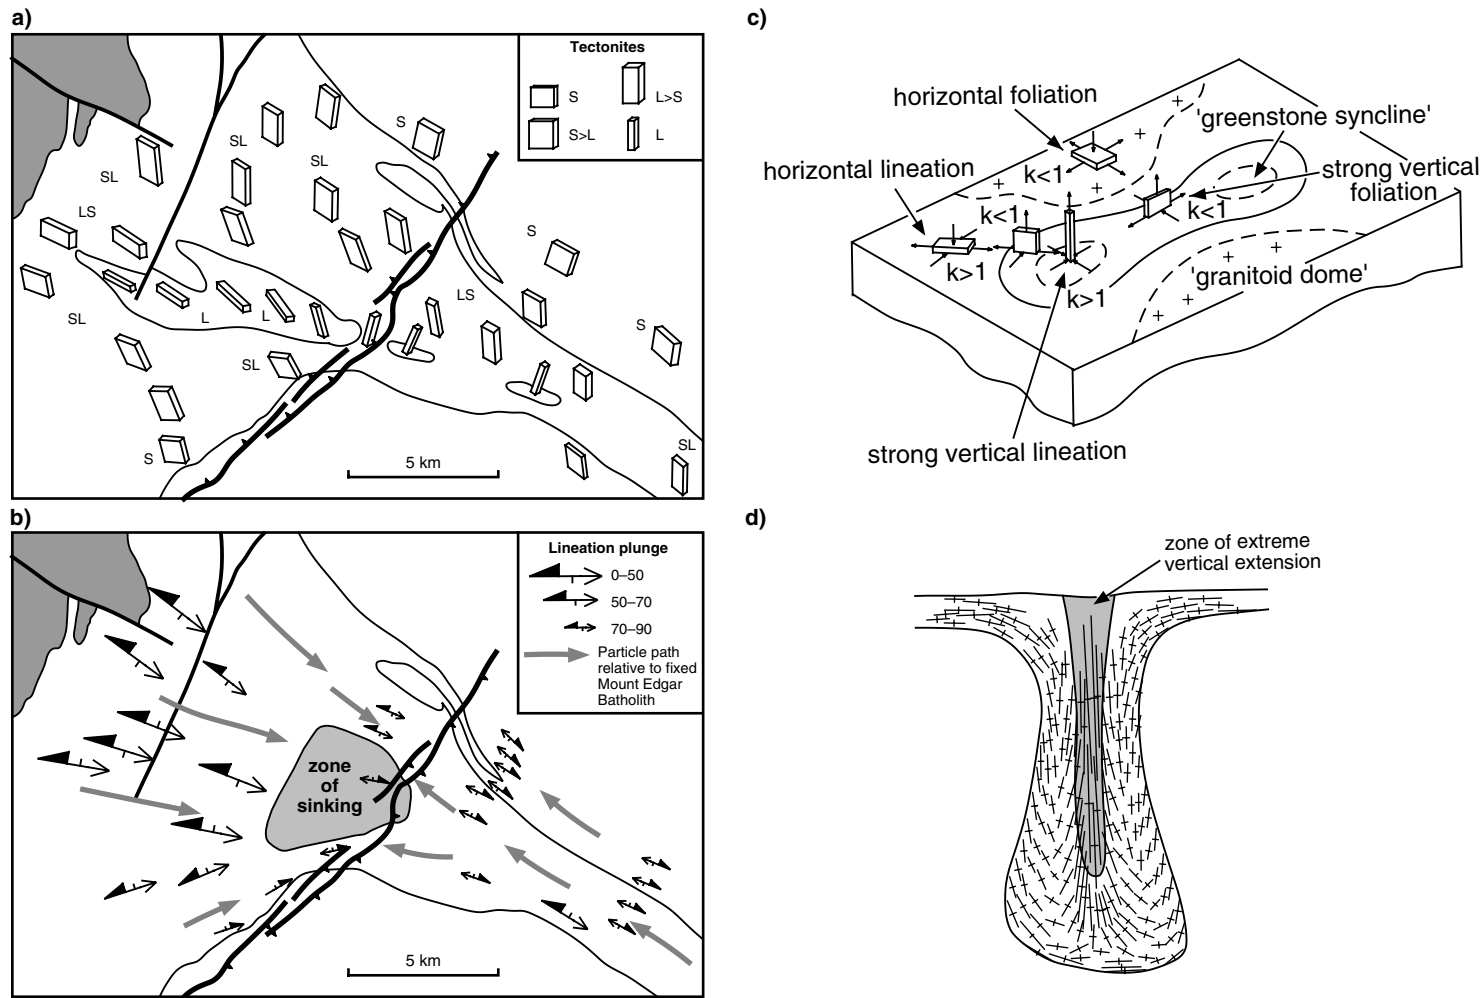 a)
Tectonites
S
L>S
S>L
L
S
SL
SL
SL
LS
S
LS
SL
L
L
S
SL
S
SL
5 km
b)
Lineation plunge
0–50
50–70
70–90
Particle path
relative to fixed
Mount Edgar
Batholith
zone
of
sinking
5 km
c)
horizontal foliation
'greenstone syncline'
horizontal lineation
strong vertical
foliation
k<1
k<1
k<1
k>1
k>1
'granitoid dome'
strong vertical lineation
d)
zone of extreme
vertical extension